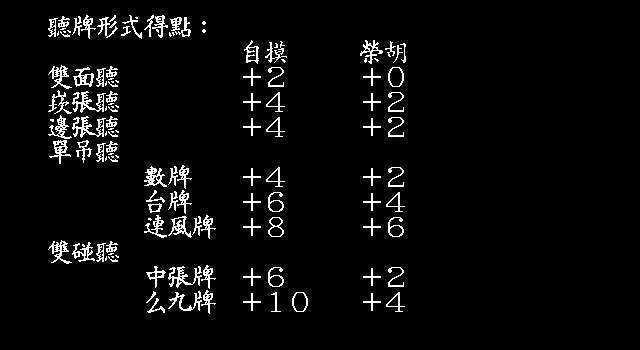 聽牌形式得點：
自摸 榮胡
雙面聽 +2 +0
崁張聽 +4 +2
邊張聽 +4 +2
單吊聽
數牌 +4 +2
台牌 +6 +4
連風牌 +8 +6
雙碰聽
中張牌 +6 +2
么九牌 +10 +4